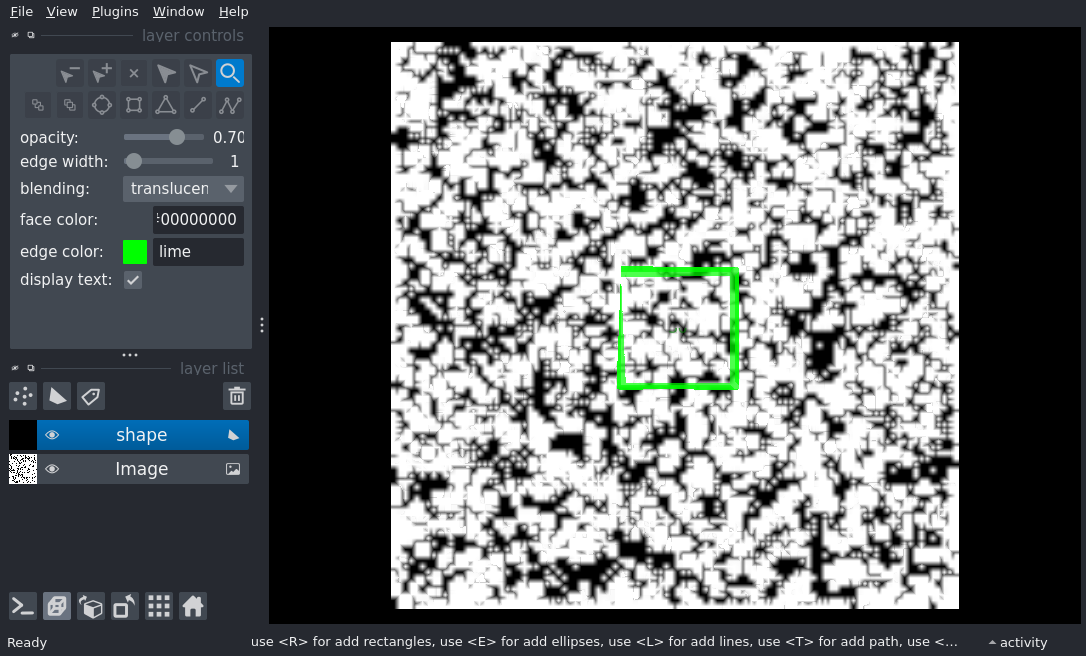 File View Plugins Window Help
layer controls
opacity: 0.70
edge width: 1
blending: translucen
face color: 00000000
edge color: lime
display text:
layer list
shape
Image
Ready use <R> for add rectangles, use <E> for add ellipses, use <L> for add lines, use <T> for add path, use <... activity